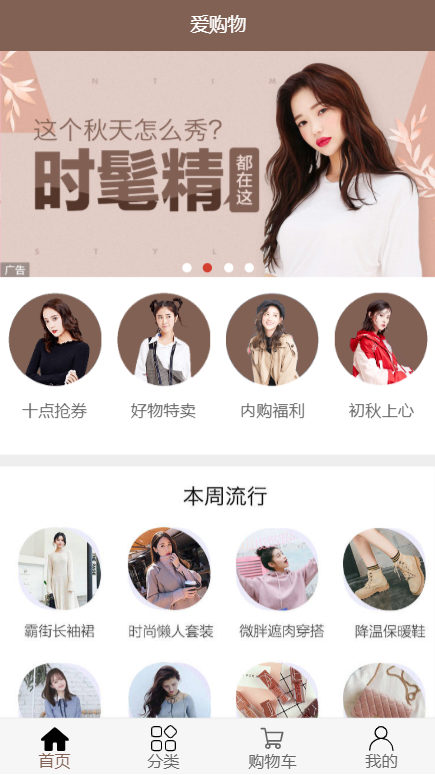 爱购物
N T I M
这个秋天怎么秀?
时髦精
都在这
S T Y L
广告
十点抢券
好物特卖
内购福利
初秋上心
本周流行
霸街长袖裙
时尚懒人套装
微胖遮肉穿搭
降温保暖鞋
首页
分类
购物车
我的